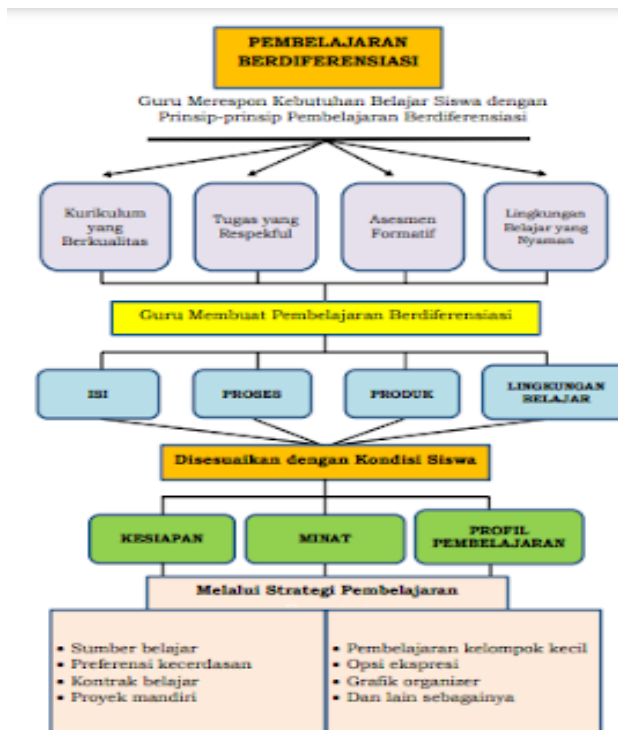 PEMBELAJARAN
BERDIFERENSIASI
Guru Merespon Kebutuhan Belajar Siswa dengan
Prinsip-prinsip Pembelajaran Berdiferensiasi
Kurikulum
yang
Berkualitas
Tugas yang
Respekful
Asesmen
Formatif
Lingkungan
Belajar yang
Nyaman
Guru Membuat Pembelajaran Berdiferensiasi
ISI
PROSES
PRODUK
LINGKUNGAN
BELAJAR
Disesuaikan dengan Kondisi Siswa
KESIAPAN
MINAT
PROFIL
PEMBELAJARAN
Melalui Strategi Pembelajaran
• Sumber belajar
• Preferensi kecerdasan
• Kontrak belajar
• Proyek mandiri
• Pembelajaran kelompok kecil
• Opsi ekspresi
• Grafik organizer
• Dan lain sebagainya